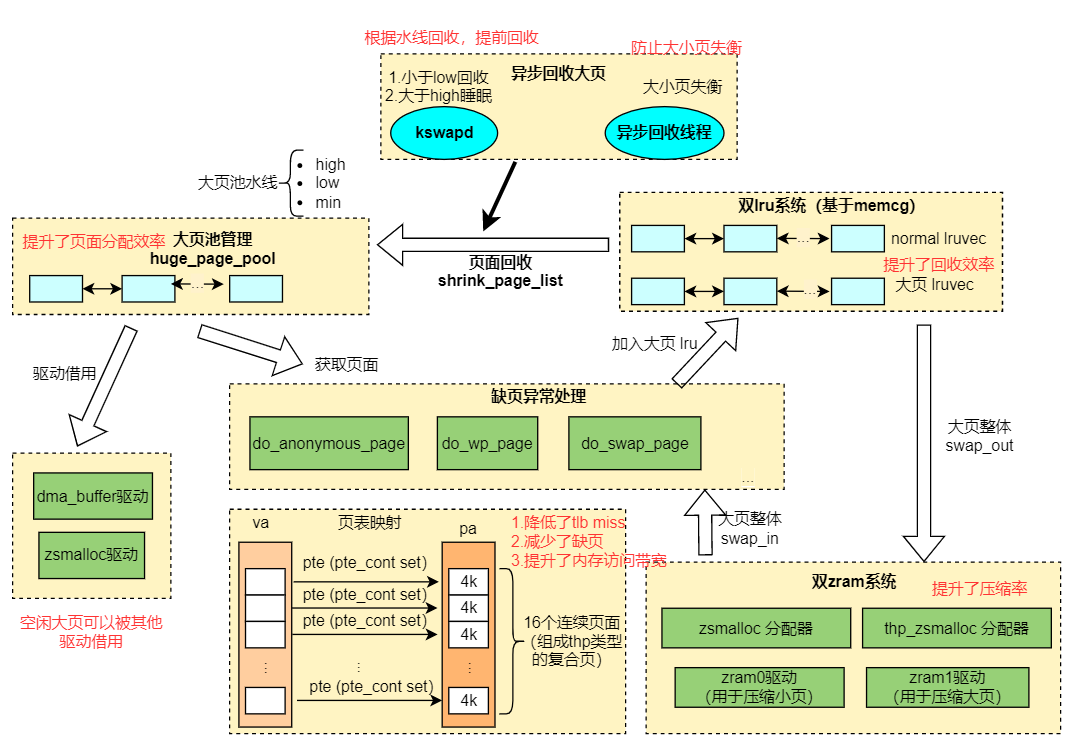 根据水线回收，提前回收
防止大小页失衡
异步回收大页
1.小于low回收
2.大于high睡眠
大小页失衡
kswapd
异步回收线程
大页池水线
high
low
min
双lru系统（基于memcg）
normal lruvec
提升了回收效率
大页 lruvec
提升了页面分配效率
大页池管理
huge_page_pool
页面回收
shrink_page_list
驱动借用
获取页面
加入大页 lru
缺页异常处理
do_anonymous_page
do_wp_page
do_swap_page
...
大页整体
swap_out
dma_buffer驱动
zsmalloc驱动
空闲大页可以被其他
驱动借用
va
页表映射
pa
1.降低了tlb miss
2.减少了缺页
3.提升了内存访问带宽
大页整体
swap_in
pte (pte_cont set)
4k
pte (pte_cont set)
4k
pte (pte_cont set)
4k
pte (pte_cont set)
4k
16个连续页面
（组成thp类型
的复合页）
双zram系统
提升了压缩率
zsmalloc 分配器
thp_zsmalloc 分配器
zram0驱动
（用于压缩小页）
zram1驱动
（用于压缩大页）